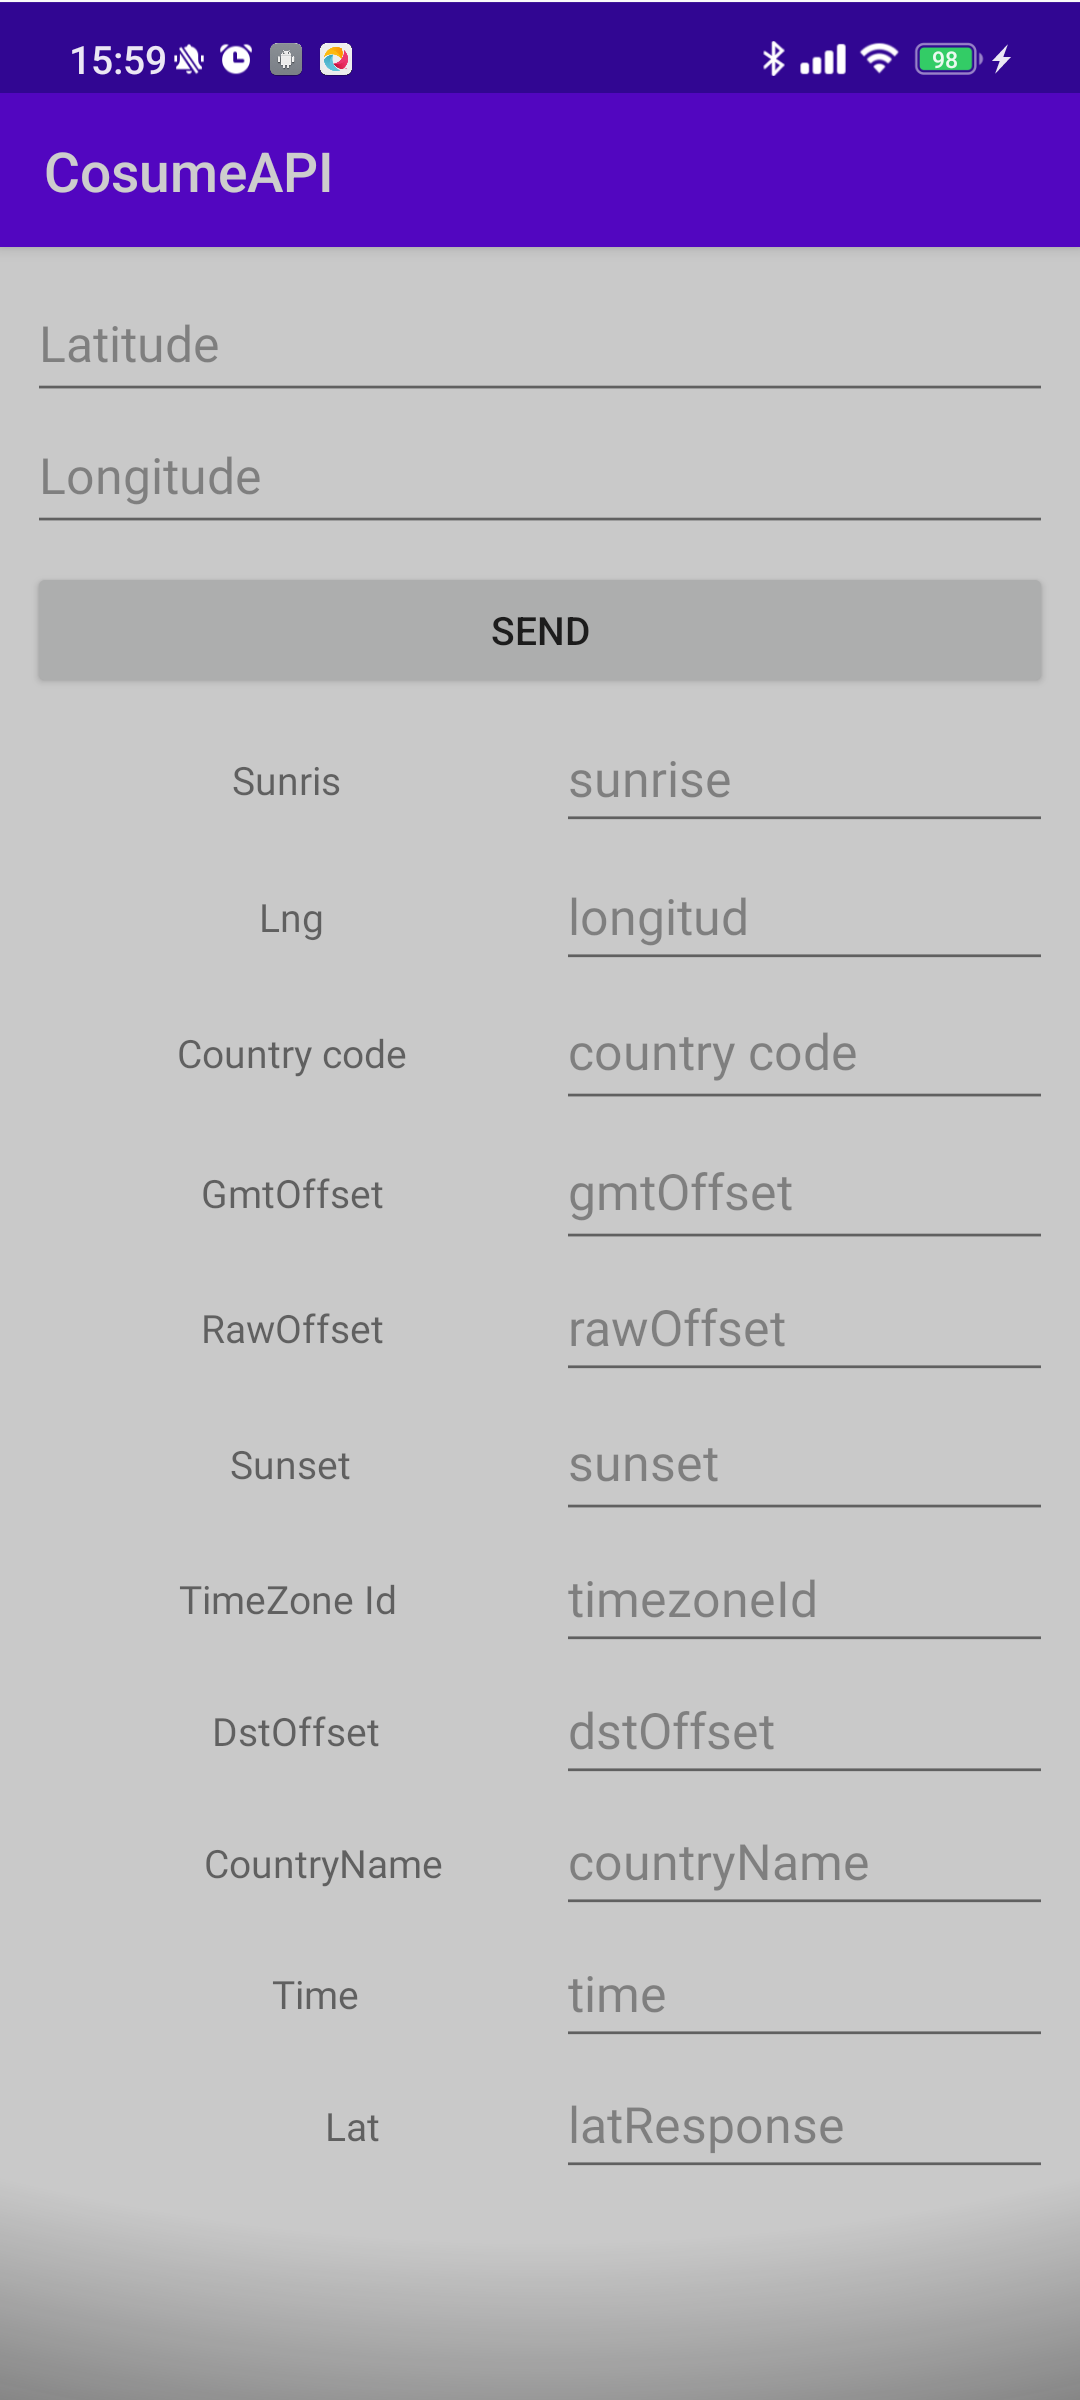 15:59 98
CosumeAPI
Latitude
Longitude
SEND
Sunris sunrise
Lng longitud
Country code country code
GmtOffset gmtOffset
RawOffset rawOffset
Sunset sunset
TimeZone Id timezoneId
DstOffset dstOffset
CountryName countryName
Time time
Lat latResponse